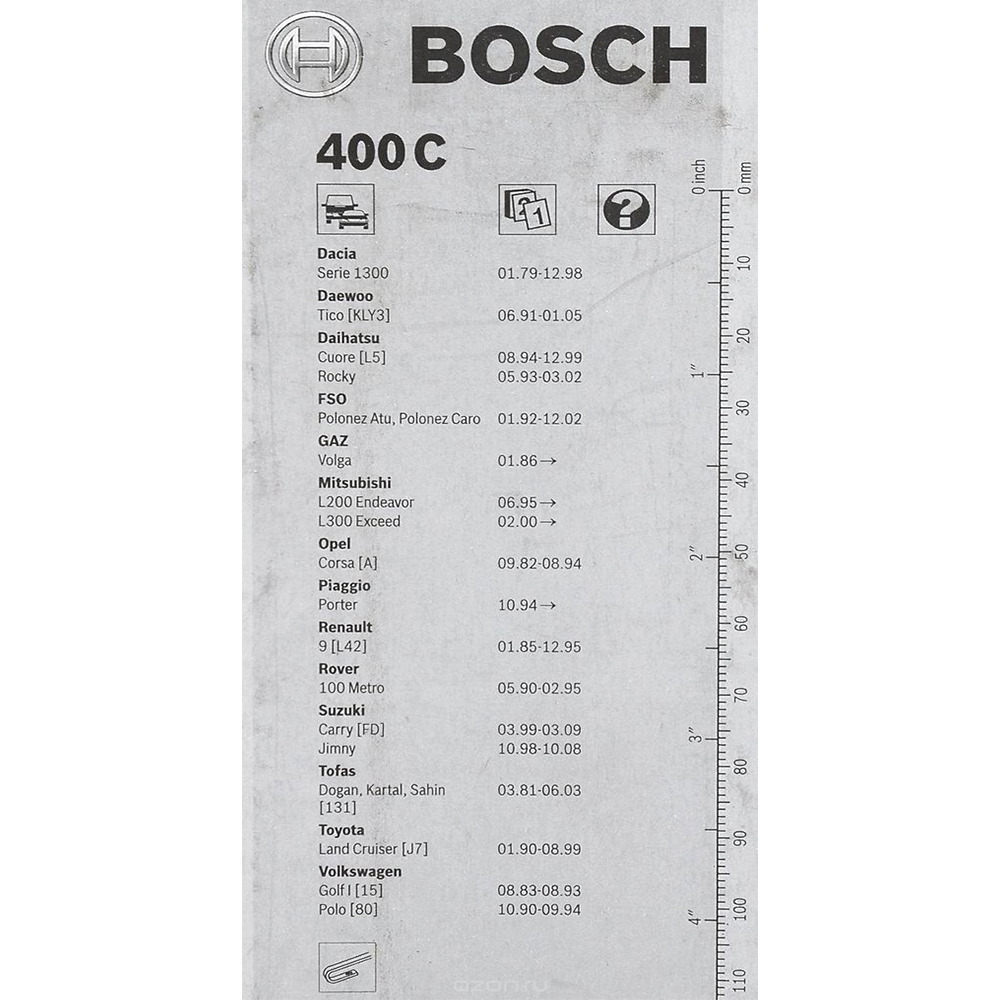 BOSCH
400 C
2 1
?
Dacia
Serie 1300 01.79-12.98
Daewoo
Tico [KLY3] 06.91-01.05
Daihatsu
Cuore [L5] 08.94-12.99
Rocky 05.93-03.02
FSO
Polonez Atu, Polonez Caro 01.92-12.02
GAZ
Volga 01.86→
Mitsubishi
L200 Endeavor 06.95→
L300 Exceed 02.00→
Opel
Corsa [A] 09.82-08.94
Piaggio
Porter 10.94→
Renault
9 [L42] 01.85-12.95
Rover
100 Metro 05.90-02.95
Suzuki
Carry [FD] 03.99-03.09
Jimny 10.98-10.08
Tofas
Dogan, Kartal, Sahin 03.81-06.03
[131]
Toyota
Land Cruiser [J7] 01.90-08.99
Volkswagen
Golf I [15] 08.83-08.93
Polo [80] 10.90-09.94
0 inch
1″
2″
3″
4″
0 mm
10
20
30
40
50
60
70
80
90
100
110
ozon.ru